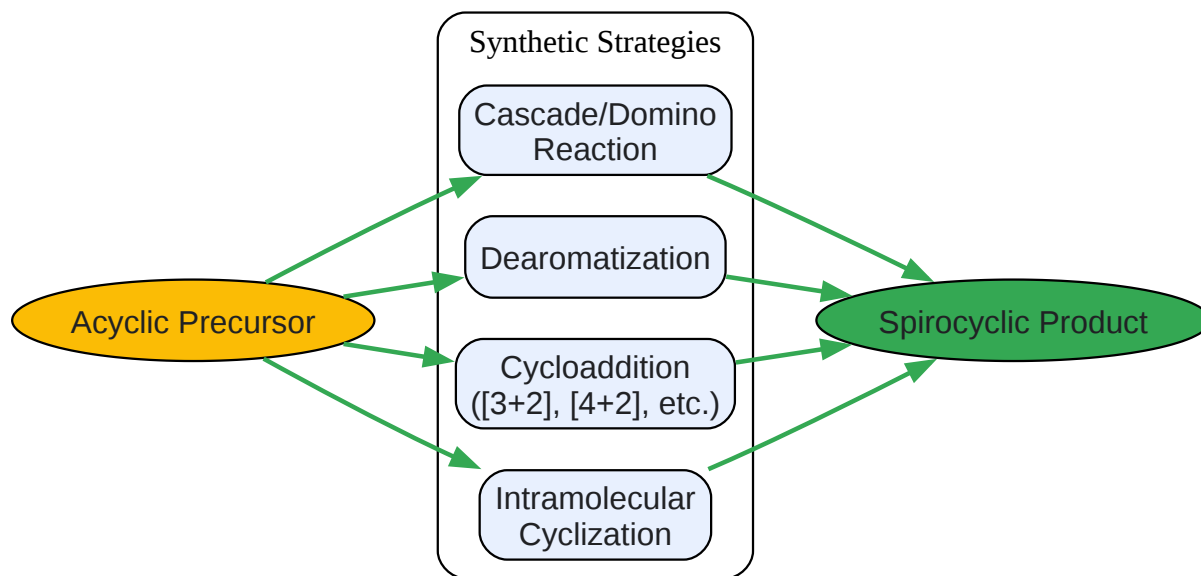 Synthetic Strategies
Cascade/Domino
Reaction
Dearomatization
Acyclic Precursor
Spirocyclic Product
Cycloaddition
([3+2], [4+2], etc.)
Intramolecular
Cyclization